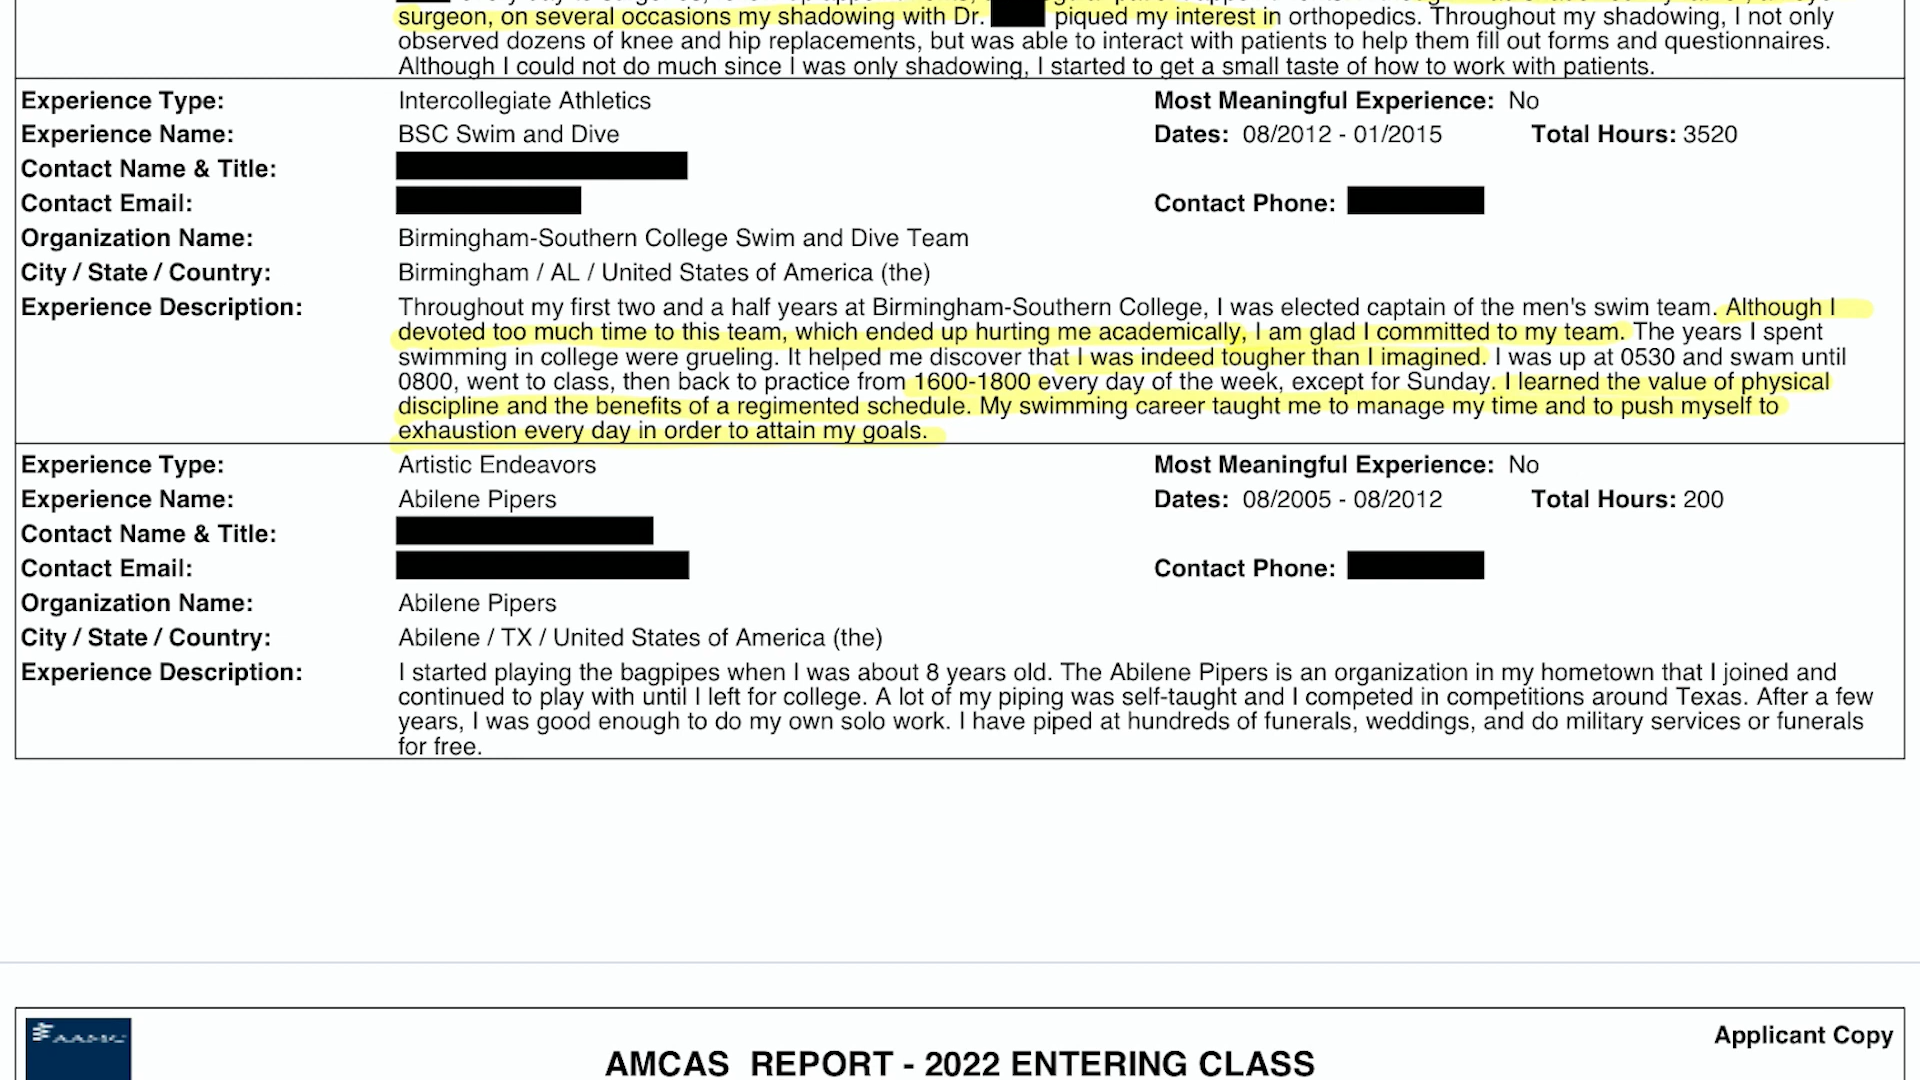 surgeon, on several occasions my shadowing with Dr. piqued my interest in orthopedics. Throughout my shadowing, I not only
observed dozens of knee and hip replacements, but was able to interact with patients to help them fill out forms and questionnaires.
Although I could not do much since I was only shadowing, I started to get a small taste of how to work with patients.
Experience Type: Intercollegiate Athletics Most Meaningful Experience: No
Experience Name: BSC Swim and Dive Dates: 08/2012 - 01/2015 Total Hours: 3520
Contact Name & Title:
Contact Email: Contact Phone:
Organization Name: Birmingham-Southern College Swim and Dive Team
City / State / Country: Birmingham / AL / United States of America (the)
Experience Description: Throughout my first two and a half years at Birmingham-Southern College, I was elected captain of the men's swim team. Although I
devoted too much time to this team, which ended up hurting me academically, I am glad I committed to my team. The years I spent
swimming in college were grueling. It helped me discover that I was indeed tougher than I imagined. I was up at 0530 and swam until
0800, went to class, then back to practice from 1600-1800 every day of the week, except for Sunday. I learned the value of physical
discipline and the benefits of a regimented schedule. My swimming career taught me to manage my time and to push myself to
exhaustion every day in order to attain my goals.
Experience Type: Artistic Endeavors Most Meaningful Experience: No
Experience Name: Abilene Pipers Dates: 08/2005 - 08/2012 Total Hours: 200
Contact Name & Title:
Contact Email: Contact Phone:
Organization Name: Abilene Pipers
City / State / Country: Abilene / TX / United States of America (the)
Experience Description: I started playing the bagpipes when I was about 8 years old. The Abilene Pipers is an organization in my hometown that I joined and
continued to play with until I left for college. A lot of my piping was self-taught and I competed in competitions around Texas. After a few
years, I was good enough to do my own solo work. I have piped at hundreds of funerals, weddings, and do military services or funerals
for free.
AAMC
Applicant Copy
AMCAS REPORT - 2022 ENTERING CLASS